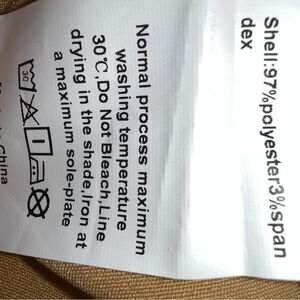 Shell:97%polyester3%span
dex
Normal process maximum
washing temperature
30℃,Do Not Bleach,Line
drying in the shade,Iron at
a maximum sole-plate
30
China